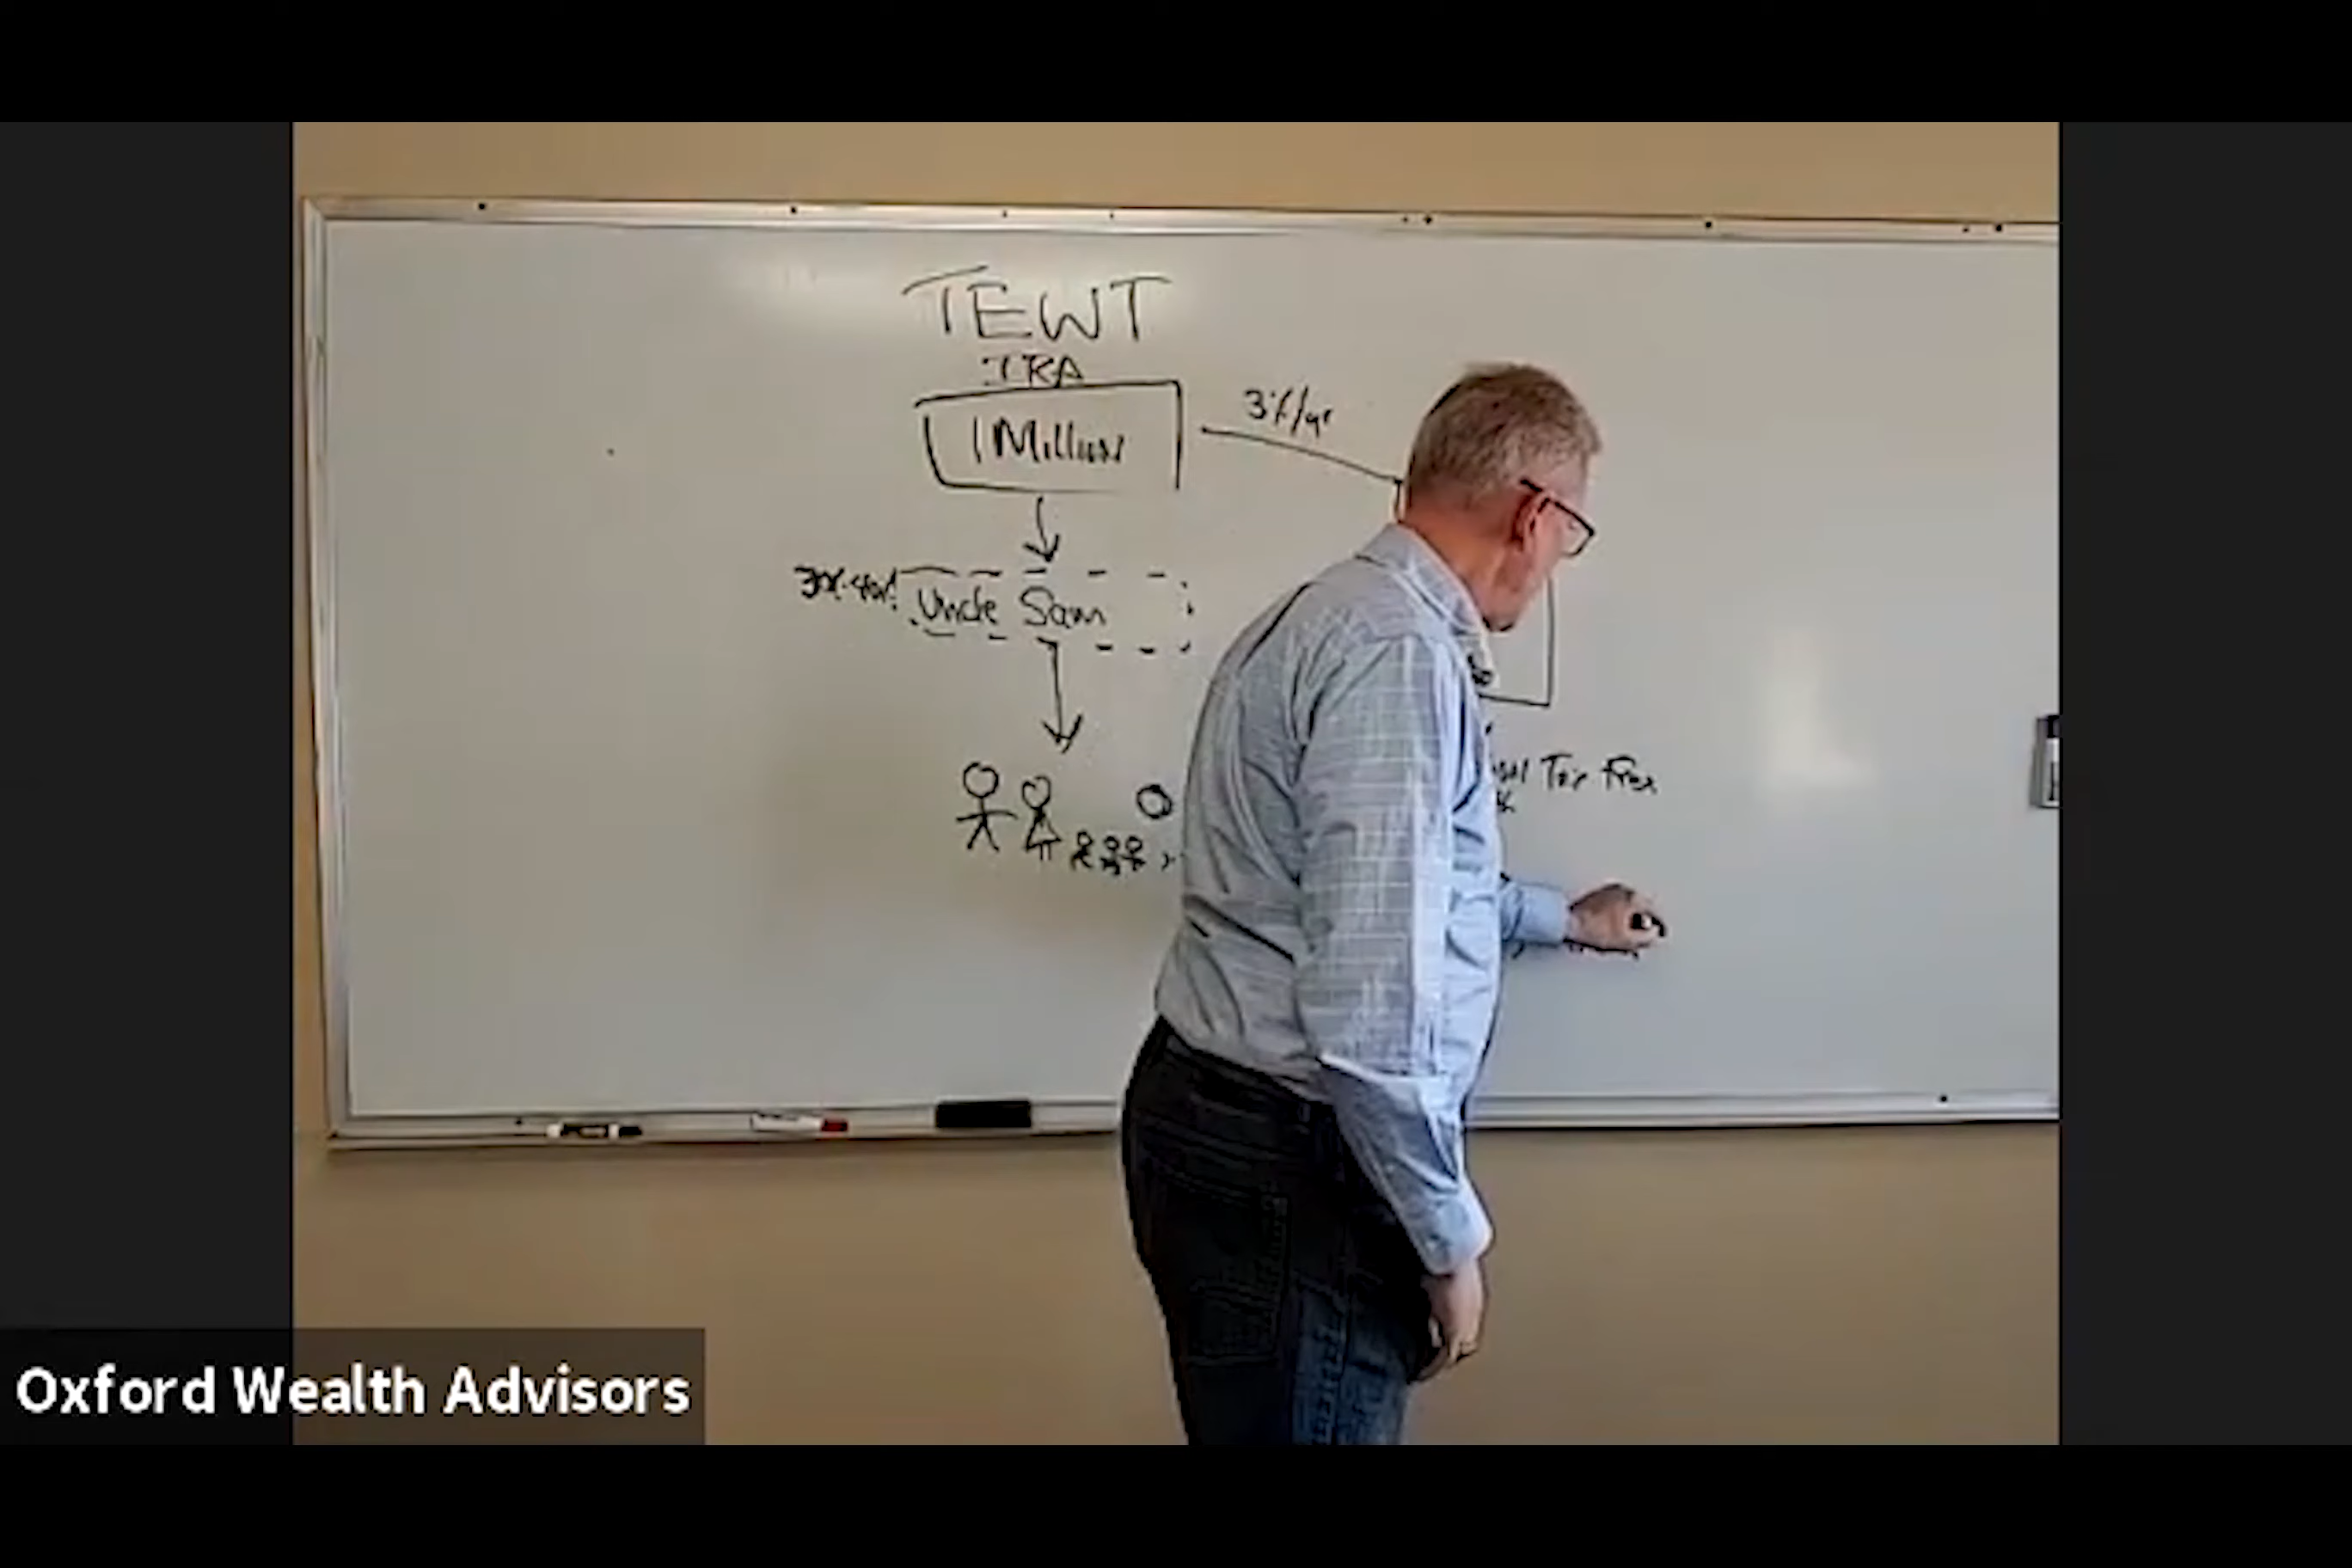 TEWT
IRA
1 Million
3%/yr
Uncle Sam
Tax Free
Oxford Wealth Advisors